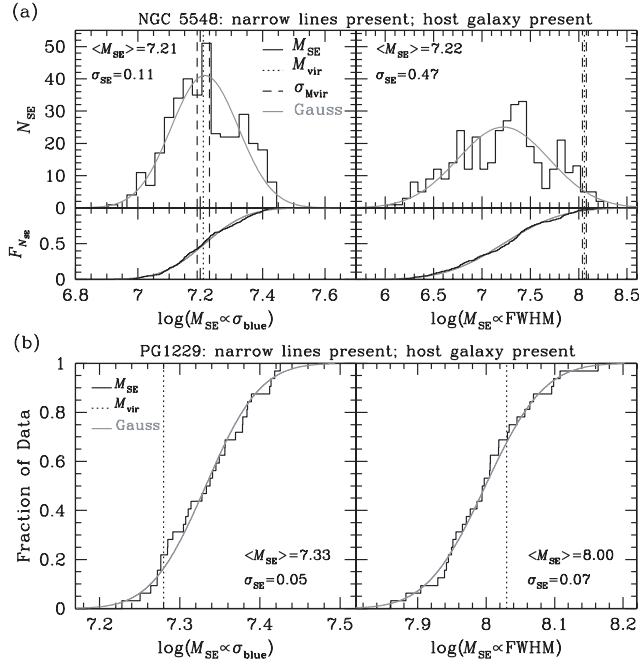 (a)
NGC 5548: narrow lines present; host galaxy present
<M_SE>=7.21
σ_SE=0.11
M_SE
M_vir
σ_Mvir
Gauss
<M_SE>=7.22
σ_SE=0.47
N_SE
50
40
30
20
10
0
F_N_SE
0.5
0
6.8 7 7.2 7.4 7.6
6 6.5 7 7.5 8 8.5
log(M_SE∝σ_blue)
log(M_SE∝FWHM)
(b)
PG1229: narrow lines present; host galaxy present
M_SE
M_vir
Gauss
Fraction of Data
1
0.8
0.6
0.4
0.2
0
<M_SE>=7.33
σ_SE=0.05
<M_SE>=8.00
σ_SE=0.07
7.2 7.3 7.4 7.5
7.9 8 8.1 8.2
log(M_SE∝σ_blue)
log(M_SE∝FWHM)